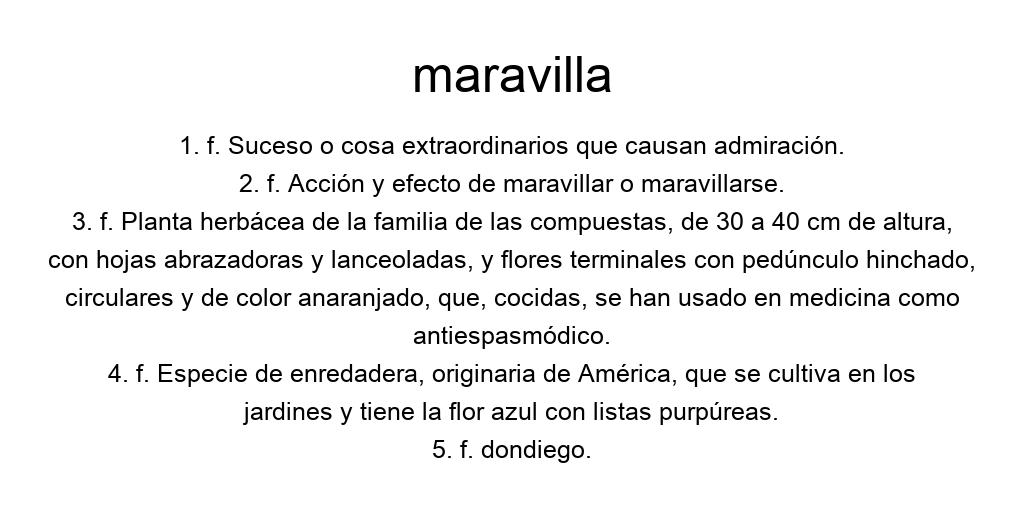 maravilla
1. f. Suceso o cosa extraordinarios que causan admiración.
2. f. Acción y efecto de maravillar o maravillarse.
3. f. Planta herbácea de la familia de las compuestas, de 30 a 40 cm de altura,
con hojas abrazadoras y lanceoladas, y flores terminales con pedúnculo hinchado,
circulares y de color anaranjado, que, cocidas, se han usado en medicina como
antiespasmódico.
4. f. Especie de enredadera, originaria de América, que se cultiva en los
jardines y tiene la flor azul con listas purpúreas.
5. f. dondiego.